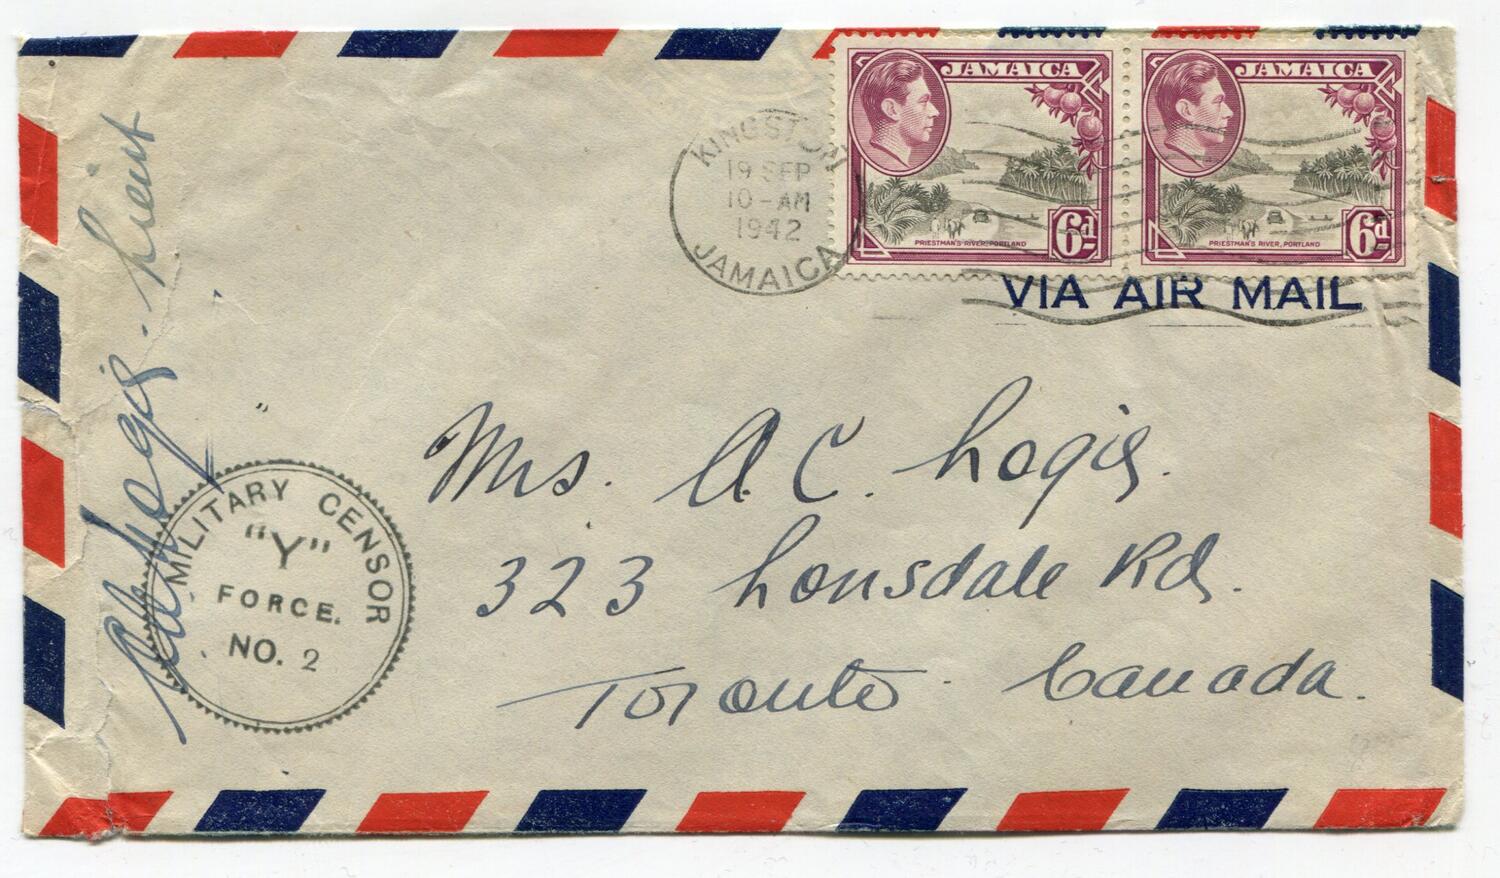 JAMAICA
PRIESTMAN'S RIVER, PORTLAND
6d
JAMAICA
PRIESTMAN'S RIVER, PORTLAND
6d
KINGSTON
19 SEP
10-AM
1942
JAMAICA
VIA AIR MAIL
Mrs. A.C. Logie.
323 Lonsdale Rd.
Toronto. Canada.
MILITARY CENSOR
"Y"
FORCE.
NO. 2
Logie. Lieut